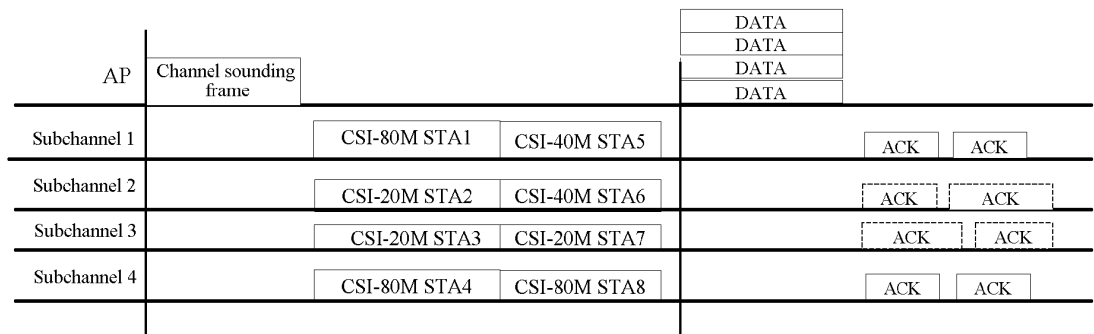 DATA
DATA
DATA
DATA
AP
Channel sounding
frame
Subchannel 1
CSI-80M STA1
CSI-40M STA5
ACK
ACK
Subchannel 2
CSI-20M STA2
CSI-40M STA6
ACK
ACK
Subchannel 3
CSI-20M STA3
CSI-20M STA7
ACK
ACK
Subchannel 4
CSI-80M STA4
CSI-80M STA8
ACK
ACK